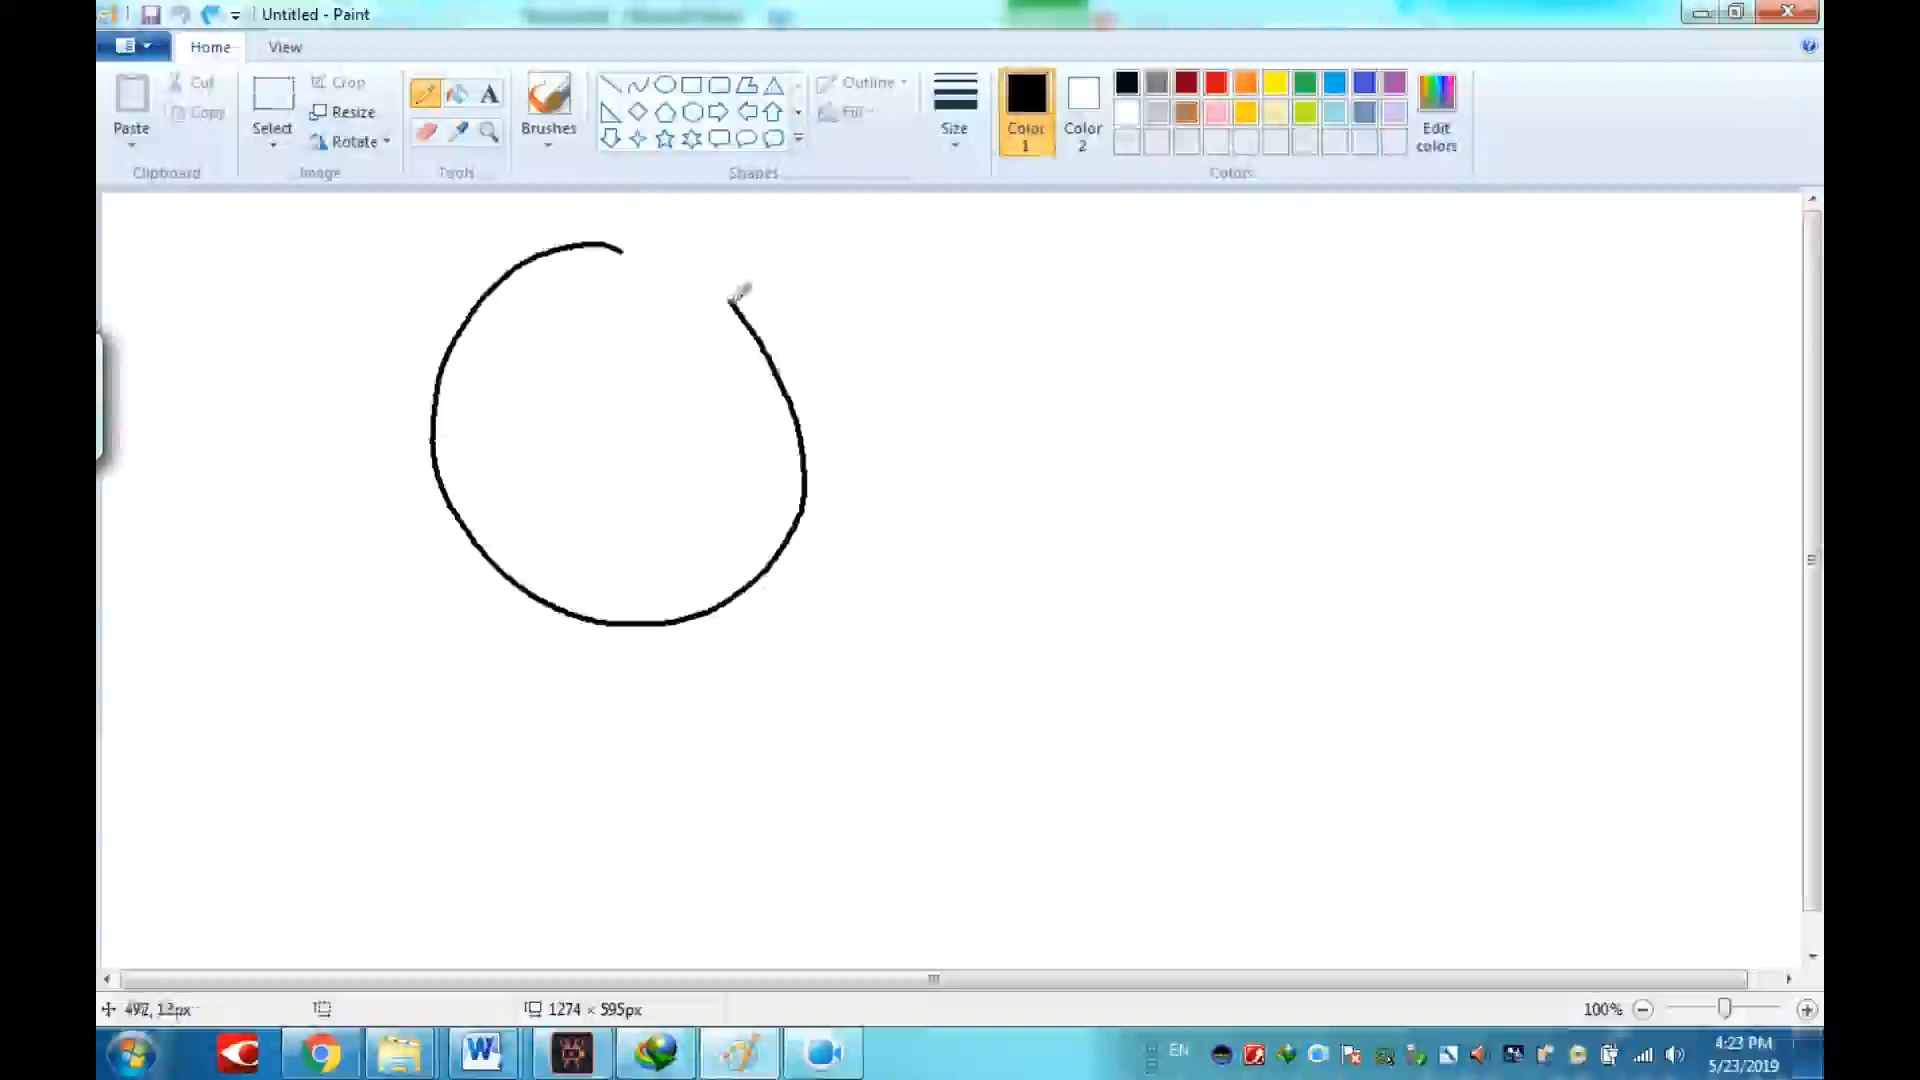 Untitled - Paint
Home
View
Paste
Cut
Copy
Clipboard
Select
Crop
Resize
Rotate
Image
A
Tools
Brushes
Outline
Fill
Shapes
Size
Color
1
Color
2
Edit
colors
Colors
1274 × 595px
100%
EN
W
4:23 PM
5/23/2019